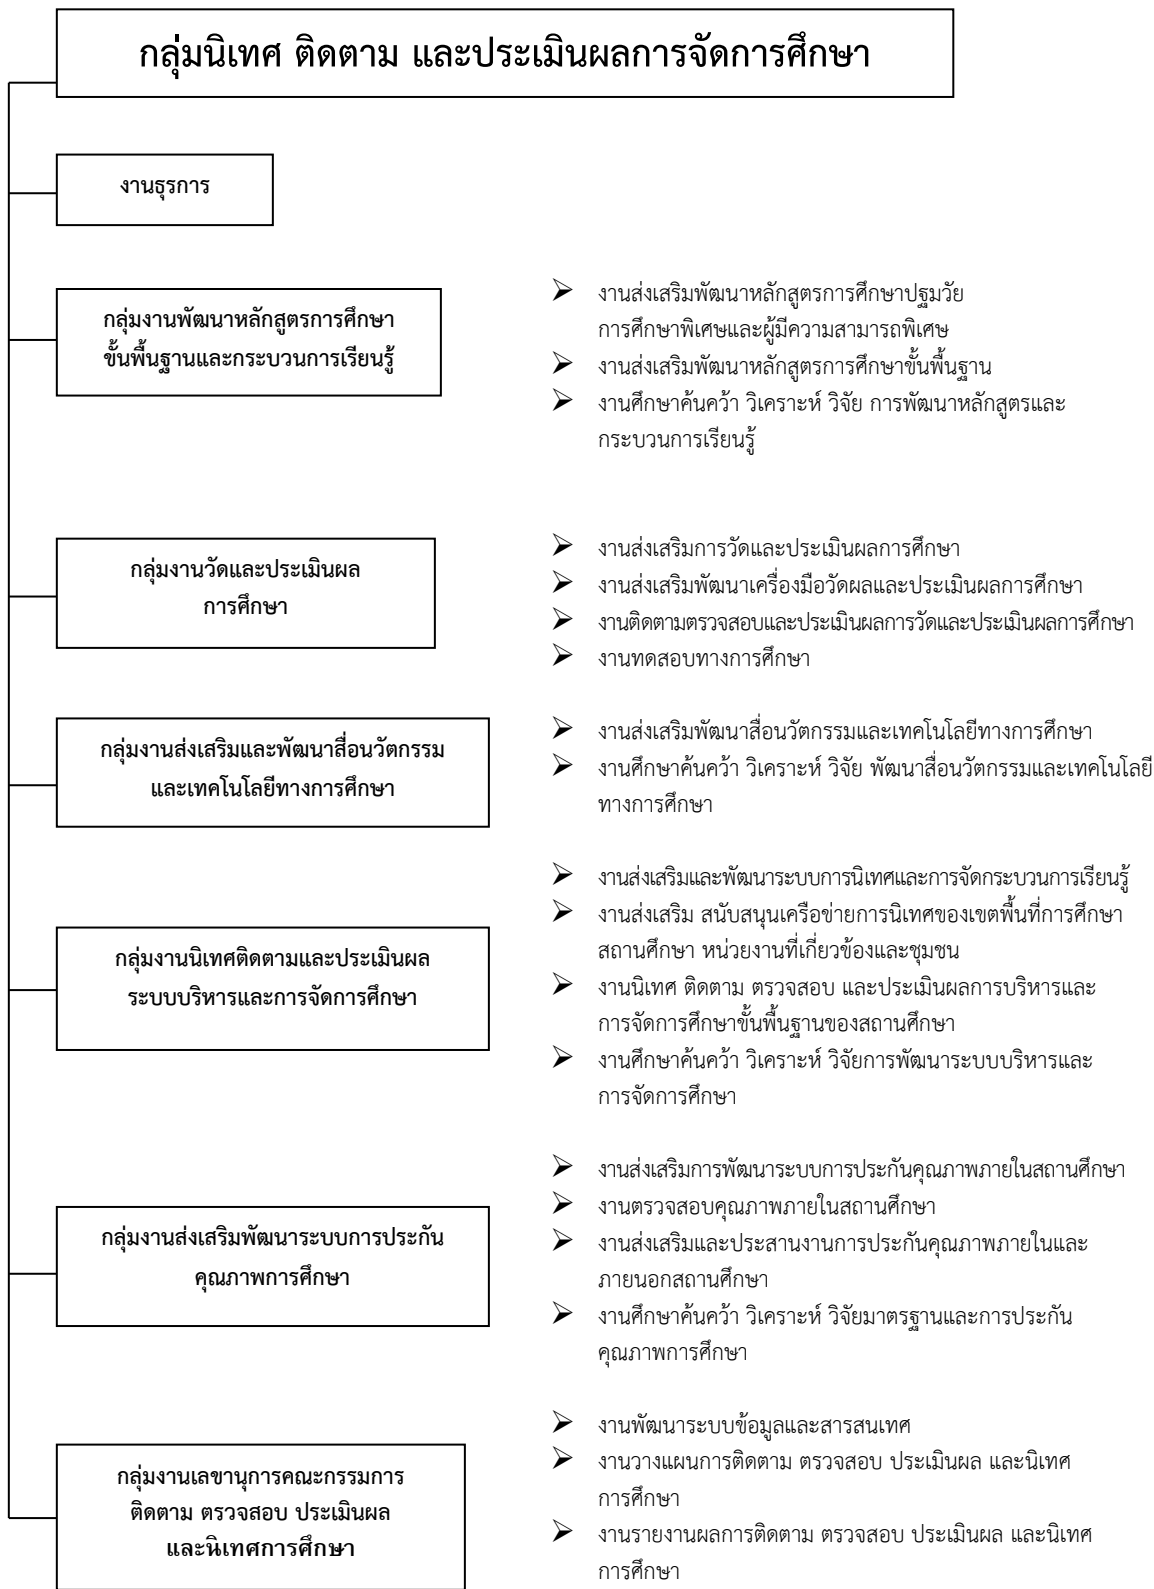 กลุ่มนิเทศ ติดตาม และประเมินผลการจัดการศึกษา
งานธุรการ
กลุ่มงานพัฒนาหลักสูตรการศึกษา
ขั้นพื้นฐานและกระบวนการเรียนรู้
➢ งานส่งเสริมพัฒนาหลักสูตรการศึกษาปฐมวัย
การศึกษาพิเศษและผู้มีความสามารถพิเศษ
➢ งานส่งเสริมพัฒนาหลักสูตรการศึกษาขั้นพื้นฐาน
➢ งานศึกษาค้นคว้า วิเคราะห์ วิจัย การพัฒนาหลักสูตรและ
กระบวนการเรียนรู้
กลุ่มงานวัดและประเมินผล
การศึกษา
➢ งานส่งเสริมการวัดและประเมินผลการศึกษา
➢ งานส่งเสริมพัฒนาเครื่องมือวัดผลและประเมินผลการศึกษา
➢ งานติดตามตรวจสอบและประเมินผลการวัดและประเมินผลการศึกษา
➢ งานทดสอบทางการศึกษา
กลุ่มงานส่งเสริมและพัฒนาสื่อนวัตกรรม
และเทคโนโลยีทางการศึกษา
➢ งานส่งเสริมพัฒนาสื่อนวัตกรรมและเทคโนโลยีทางการศึกษา
➢ งานศึกษาค้นคว้า วิเคราะห์ วิจัย พัฒนาสื่อนวัตกรรมและเทคโนโลยี
ทางการศึกษา
กลุ่มงานนิเทศติดตามและประเมินผล
ระบบบริหารและการจัดการศึกษา
➢ งานส่งเสริมและพัฒนาระบบการนิเทศและการจัดกระบวนการเรียนรู้
➢ งานส่งเสริม สนับสนุนเครือข่ายการนิเทศของเขตพื้นที่การศึกษา
สถานศึกษา หน่วยงานที่เกี่ยวข้องและชุมชน
➢ งานนิเทศ ติดตาม ตรวจสอบ และประเมินผลการบริหารและ
การจัดการศึกษาขั้นพื้นฐานของสถานศึกษา
➢ งานศึกษาค้นคว้า วิเคราะห์ วิจัยการพัฒนาระบบบริหารและ
การจัดการศึกษา
กลุ่มงานส่งเสริมพัฒนาระบบการประกัน
คุณภาพการศึกษา
➢ งานส่งเสริมการพัฒนาระบบการประกันคุณภาพภายในสถานศึกษา
➢ งานตรวจสอบคุณภาพภายในสถานศึกษา
➢ งานส่งเสริมและประสานงานการประกันคุณภาพภายในและ
ภายนอกสถานศึกษา
➢ งานศึกษาค้นคว้า วิเคราะห์ วิจัยมาตรฐานและการประกัน
คุณภาพการศึกษา
กลุ่มงานเลขานุการคณะกรรมการ
ติดตาม ตรวจสอบ ประเมินผล
และนิเทศการศึกษา
➢ งานพัฒนาระบบข้อมูลและสารสนเทศ
➢ งานวางแผนการติดตาม ตรวจสอบ ประเมินผล และนิเทศ
การศึกษา
➢ งานรายงานผลการติดตาม ตรวจสอบ ประเมินผล และนิเทศ
การศึกษา